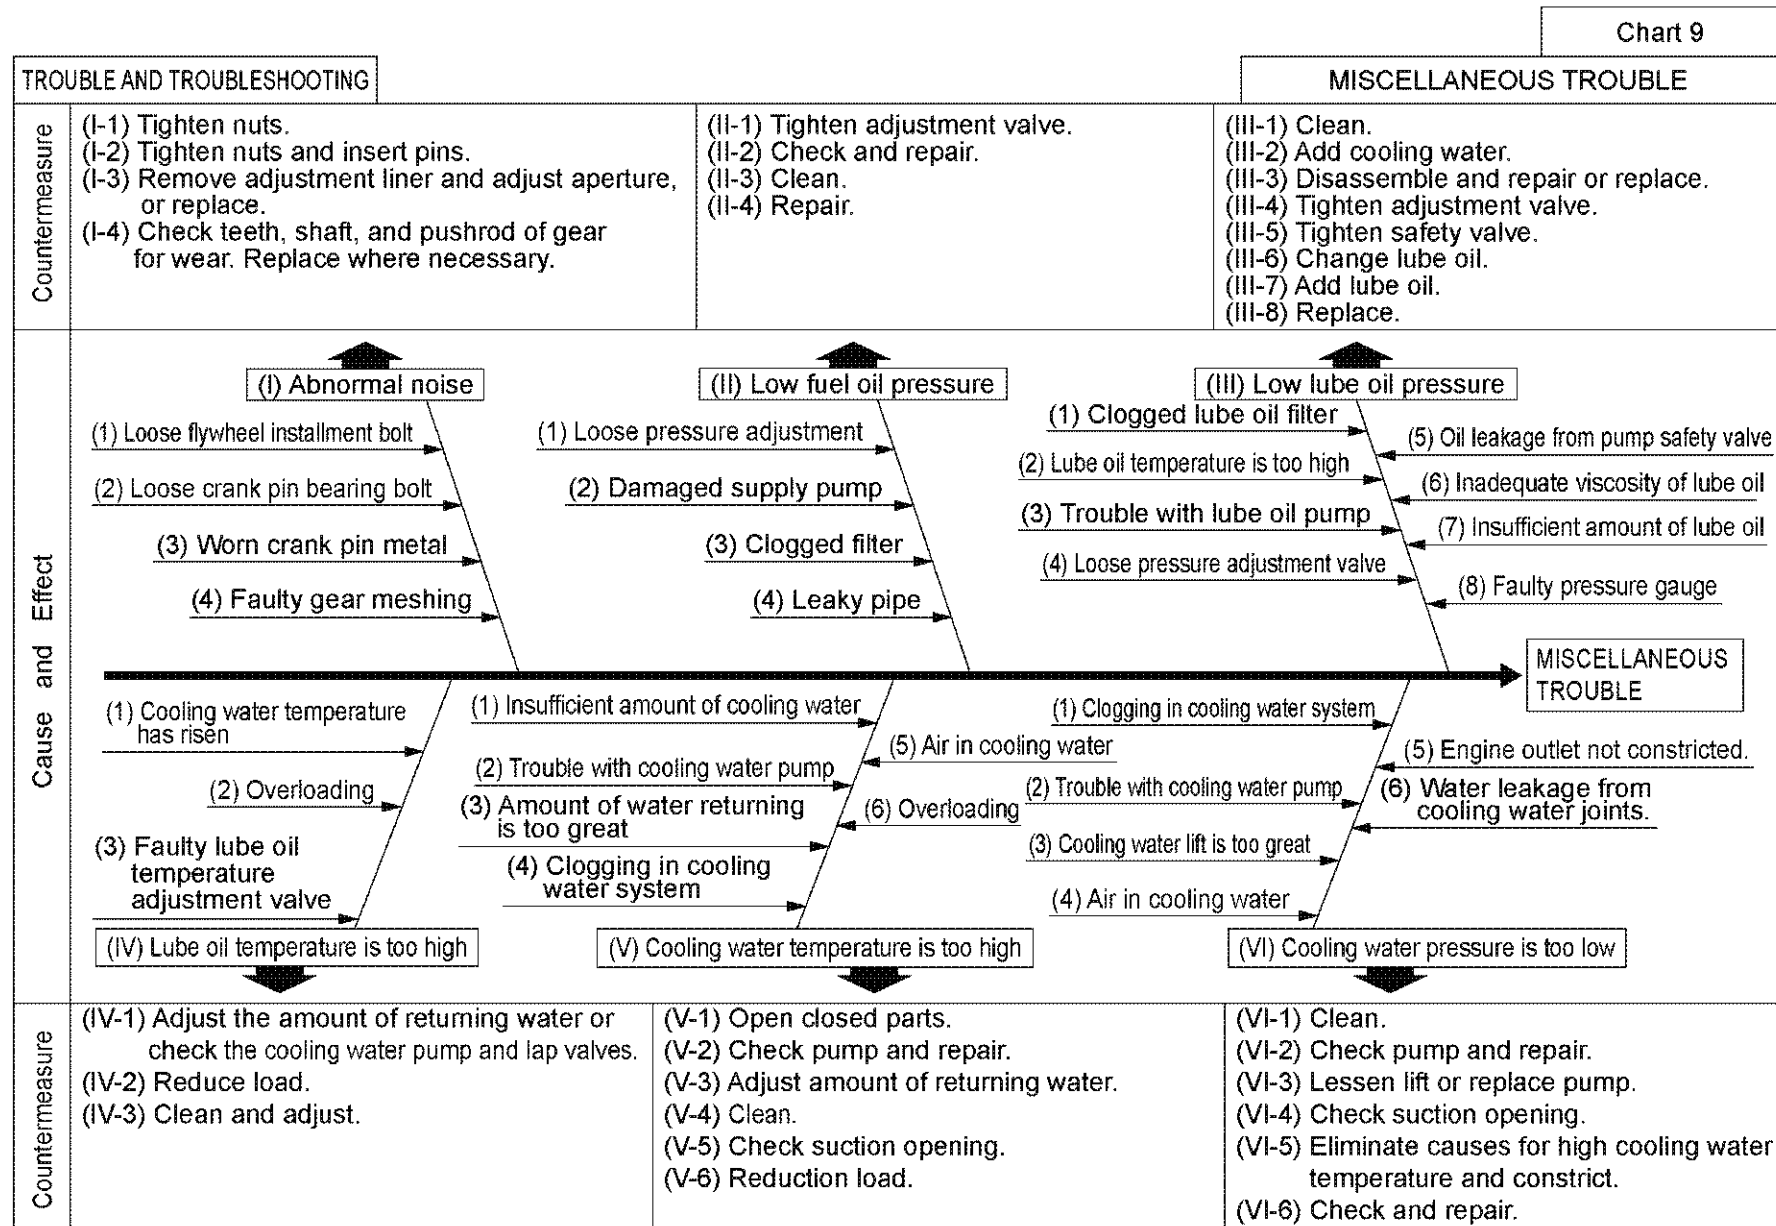 Chart 9
TROUBLE AND TROUBLESHOOTING
MISCELLANEOUS TROUBLE
Countermeasure
(I-1) Tighten nuts.
(I-2) Tighten nuts and insert pins.
(I-3) Remove adjustment liner and adjust aperture,
or replace.
(I-4) Check teeth, shaft, and pushrod of gear
for wear. Replace where necessary.
(II-1) Tighten adjustment valve.
(II-2) Check and repair.
(II-3) Clean.
(II-4) Repair.
(III-1) Clean.
(III-2) Add cooling water.
(III-3) Disassemble and repair or replace.
(III-4) Tighten adjustment valve.
(III-5) Tighten safety valve.
(III-6) Change lube oil.
(III-7) Add lube oil.
(III-8) Replace.
Cause and Effect
(I) Abnormal noise
(1) Loose flywheel installment bolt
(2) Loose crank pin bearing bolt
(3) Worn crank pin metal
(4) Faulty gear meshing
(II) Low fuel oil pressure
(1) Loose pressure adjustment
(2) Damaged supply pump
(3) Clogged filter
(4) Leaky pipe
(III) Low lube oil pressure
(1) Clogged lube oil filter
(2) Lube oil temperature is too high
(3) Trouble with lube oil pump
(4) Loose pressure adjustment valve
(5) Oil leakage from pump safety valve
(6) Inadequate viscosity of lube oil
(7) Insufficient amount of lube oil
(8) Faulty pressure gauge
MISCELLANEOUS
TROUBLE
(1) Cooling water temperature
has risen
(2) Overloading
(3) Faulty lube oil
temperature
adjustment valve
(IV) Lube oil temperature is too high
(1) Insufficient amount of cooling water
(2) Trouble with cooling water pump
(3) Amount of water returning
is too great
(4) Clogging in cooling
water system
(5) Air in cooling water
(6) Overloading
(V) Cooling water temperature is too high
(1) Clogging in cooling water system
(2) Trouble with cooling water pump
(3) Cooling water lift is too great
(4) Air in cooling water
(5) Engine outlet not constricted.
(6) Water leakage from
cooling water joints.
(VI) Cooling water pressure is too low
Countermeasure
(IV-1) Adjust the amount of returning water or
check the cooling water pump and lap valves.
(IV-2) Reduce load.
(IV-3) Clean and adjust.
(V-1) Open closed parts.
(V-2) Check pump and repair.
(V-3) Adjust amount of returning water.
(V-4) Clean.
(V-5) Check suction opening.
(V-6) Reduction load.
(VI-1) Clean.
(VI-2) Check pump and repair.
(VI-3) Lessen lift or replace pump.
(VI-4) Check suction opening.
(VI-5) Eliminate causes for high cooling water
temperature and constrict.
(VI-6) Check and repair.